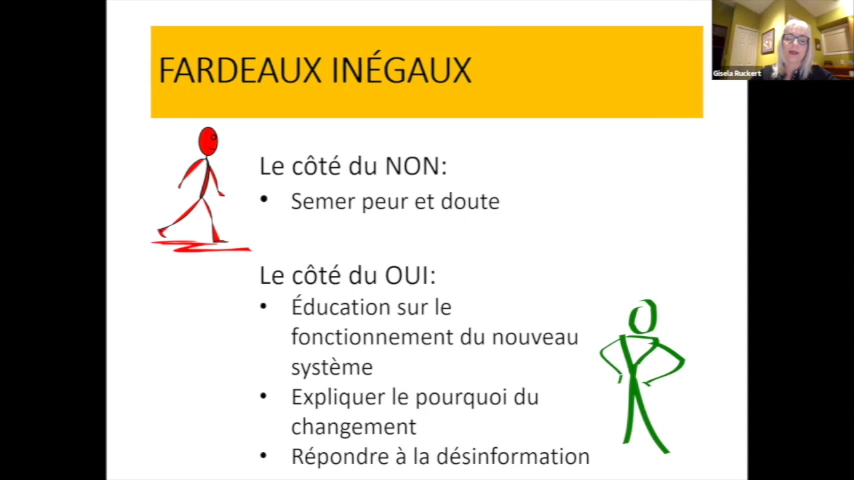 FARDEAUX INÉGAUX
Gisela Ruckert
Le côté du NON:
• Semer peur et doute
Le côté du OUI:
• Éducation sur le
fonctionnement du nouveau
système
• Expliquer le pourquoi du
changement
• Répondre à la désinformation